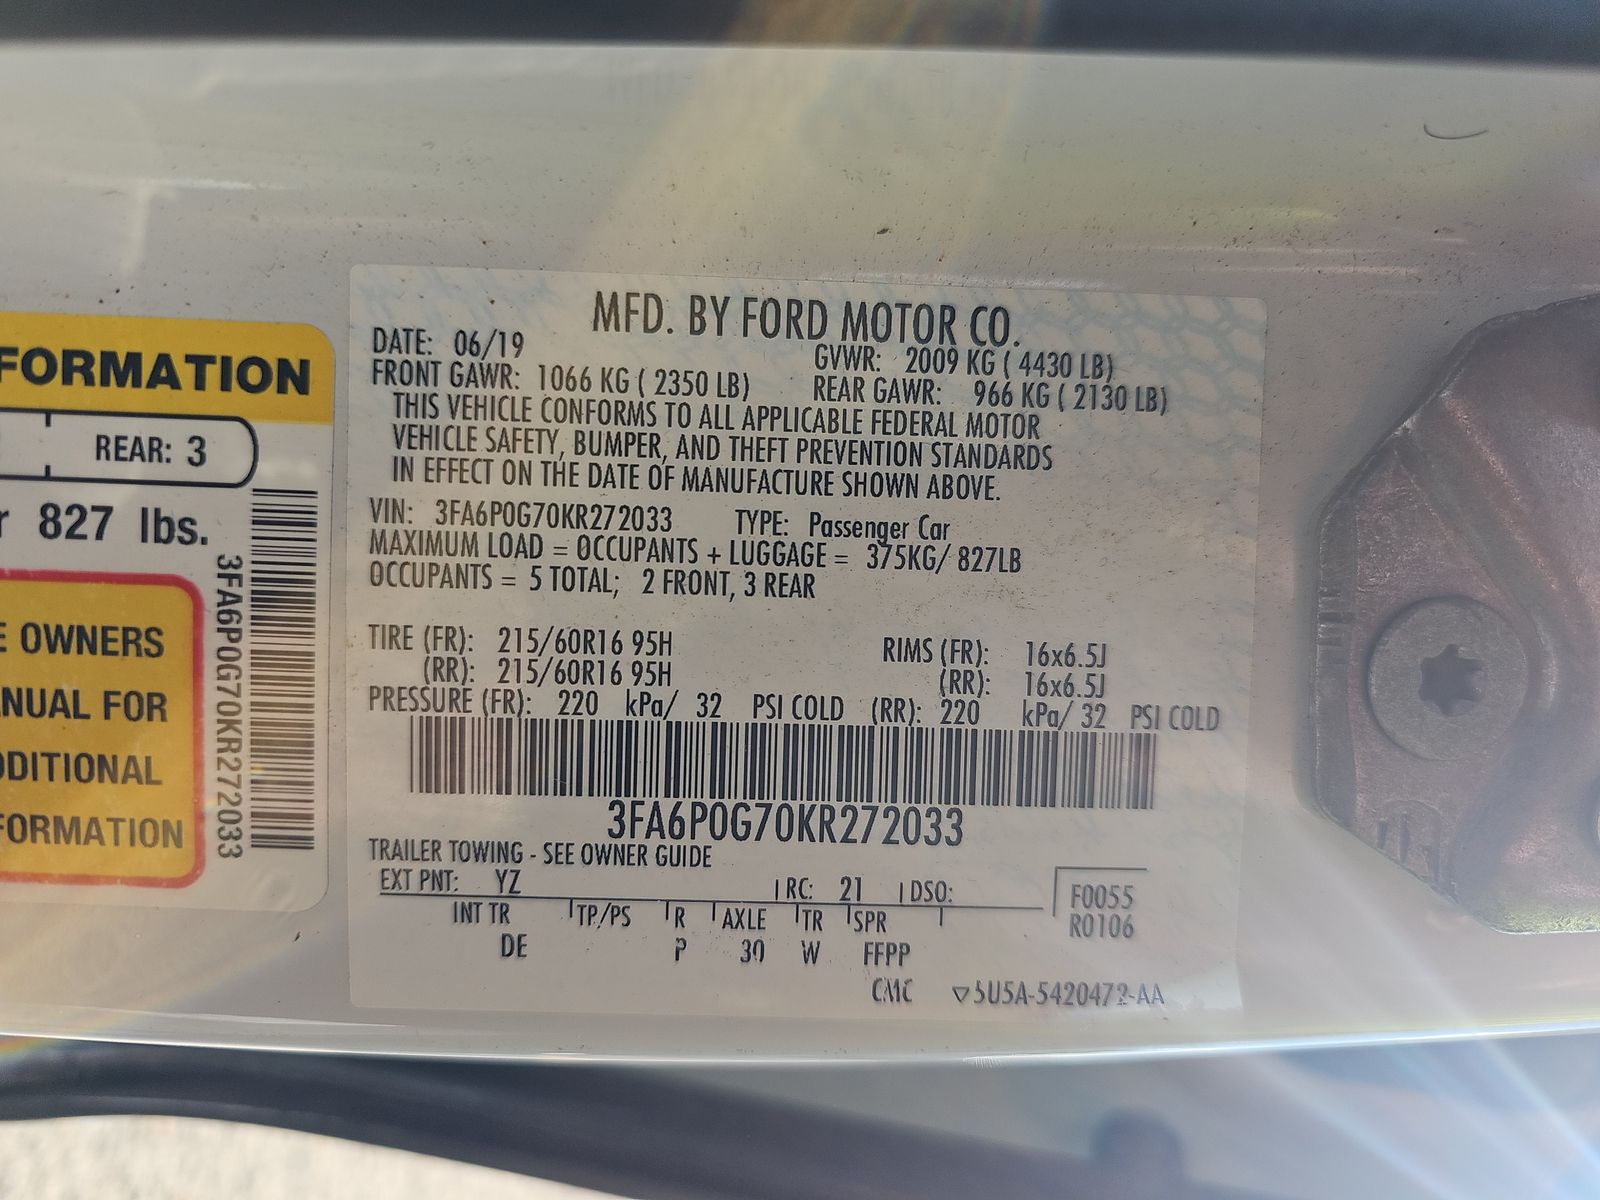 FORMATION
REAR: 3
827 lbs.
OWNERS
FOR
3FA6P0G70KR272033
MFD. BY FORD MOTOR CO.
DATE: 06/19
GVWR: 2009 KG ( 4430 LB)
FRONT GAWR: 1066 KG ( 2350 LB)
REAR GAWR: 966 KG ( 2130 LB)
THIS VEHICLE CONFORMS TO ALL APPLICABLE FEDERAL MOTOR
VEHICLE SAFETY, BUMPER, AND THEFT PREVENTION STANDARDS
IN EFFECT ON THE DATE OF MANUFACTURE SHOWN ABOVE.
VIN: 3FA6P0G70KR272033 TYPE: Passenger Car
MAXIMUM LOAD = OCCUPANTS + LUGGAGE = 375KG/ 827LB
OCCUPANTS = 5 TOTAL; 2 FRONT, 3 REAR
TIRE (FR): 215/60R16 95H RIMS (FR): 16x6.5J
(RR): 215/60R16 95H (RR): 16x6.5J
PRESSURE (FR): 220 kPa/ 32 PSI COLD (RR): 220 kPa/ 32 PSI COLD
3FA6P0G70KR272033
TRAILER TOWING - SEE OWNER GUIDE
EXT PNT: YZ RC: 21 DSO:
F0055
R0106
INT TR TP/PS R AXLE TR SPR
DE P 30 W FFPP
CMC ▽5U5A-5420472-AA